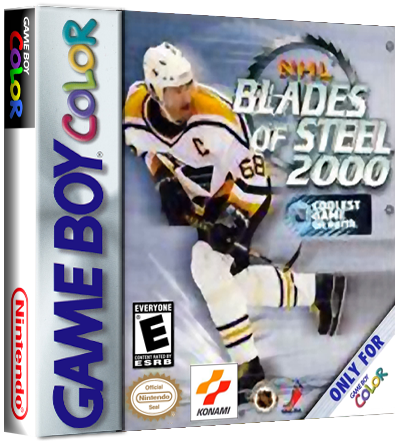 GAME BOY
COLOR
Nintendo
GAME BOY COLOR
NHL
BLADES
OF STEEL
2000
COOLEST
GAME
on earth
C
68
EVERYONE
E
CONTENT RATED BY
ESRB
Official
Nintendo
Seal
KONAMI
ONLY FOR
GAME BOY
COLOR